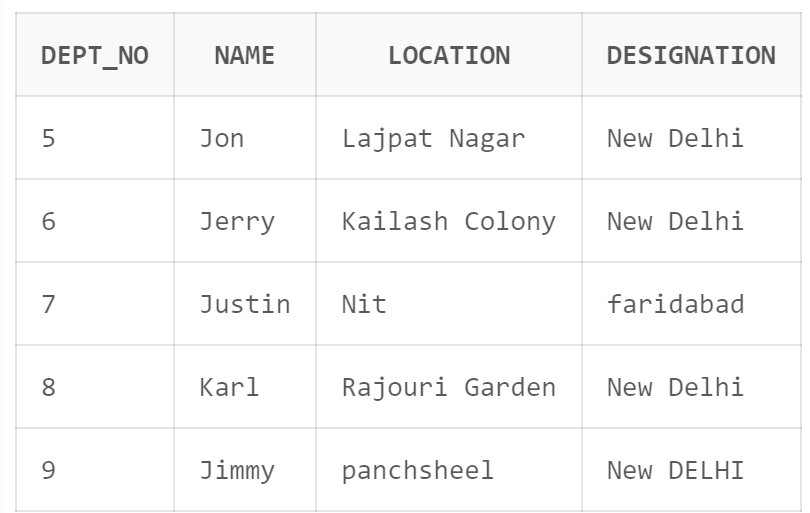 DEPT_NO NAME LOCATION DESIGNATION
5 Jon Lajpat Nagar New Delhi
6 Jerry Kailash Colony New Delhi
7 Justin Nit faridabad
8 Karl Rajouri Garden New Delhi
9 Jimmy panchsheel New DELHI